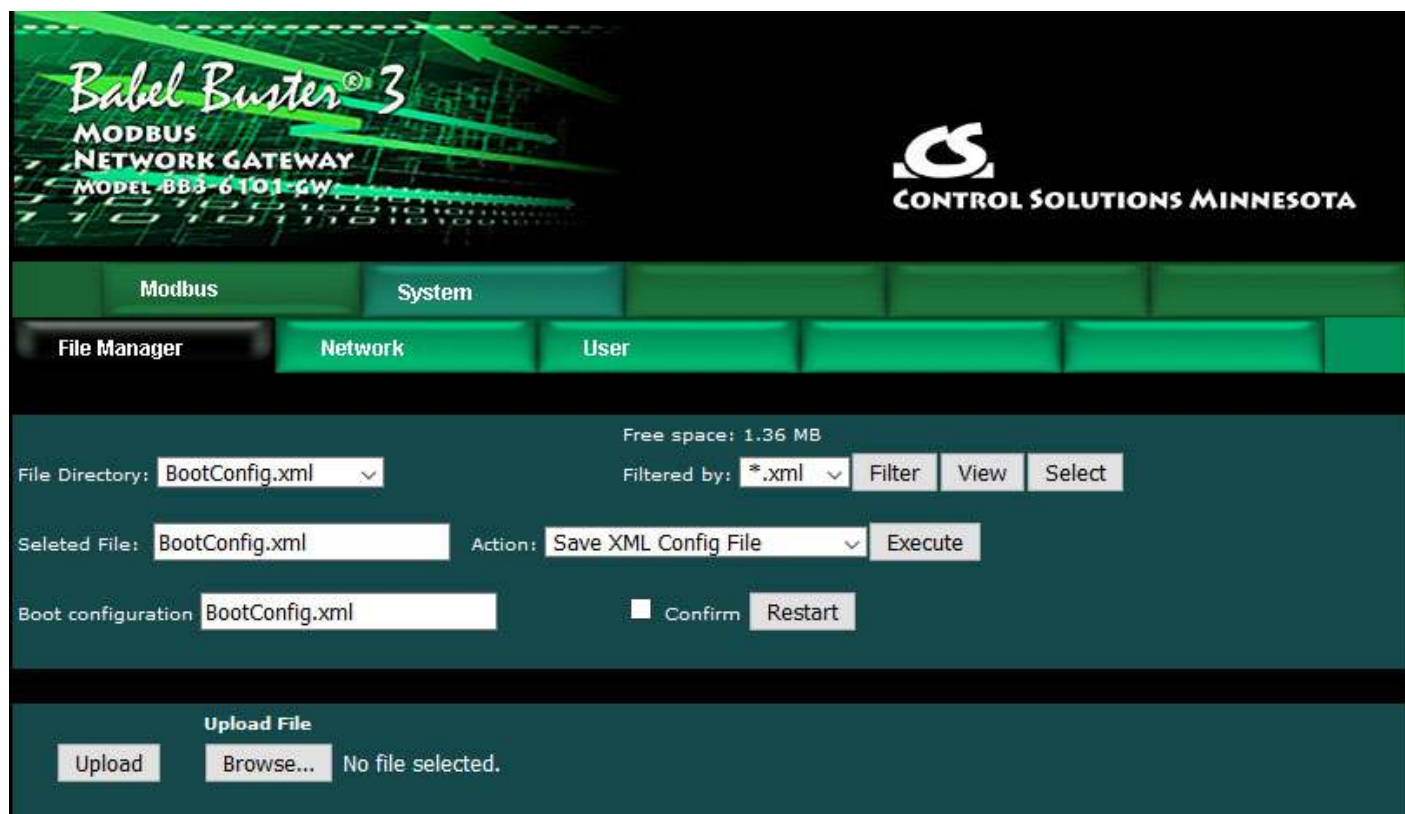 Babel Buster® 3
MODBUS
NETWORK GATEWAY
MODEL BB3-6101-GW
CS
CONTROL SOLUTIONS MINNESOTA
Modbus System
File Manager Network User
Free space: 1.36 MB
File Directory: BootConfig.xml Filtered by: *.xml Filter View Select
Seleted File: BootConfig.xml Action: Save XML Config File Execute
Boot configuration BootConfig.xml Confirm Restart
Upload File
Upload Browse... No file selected.